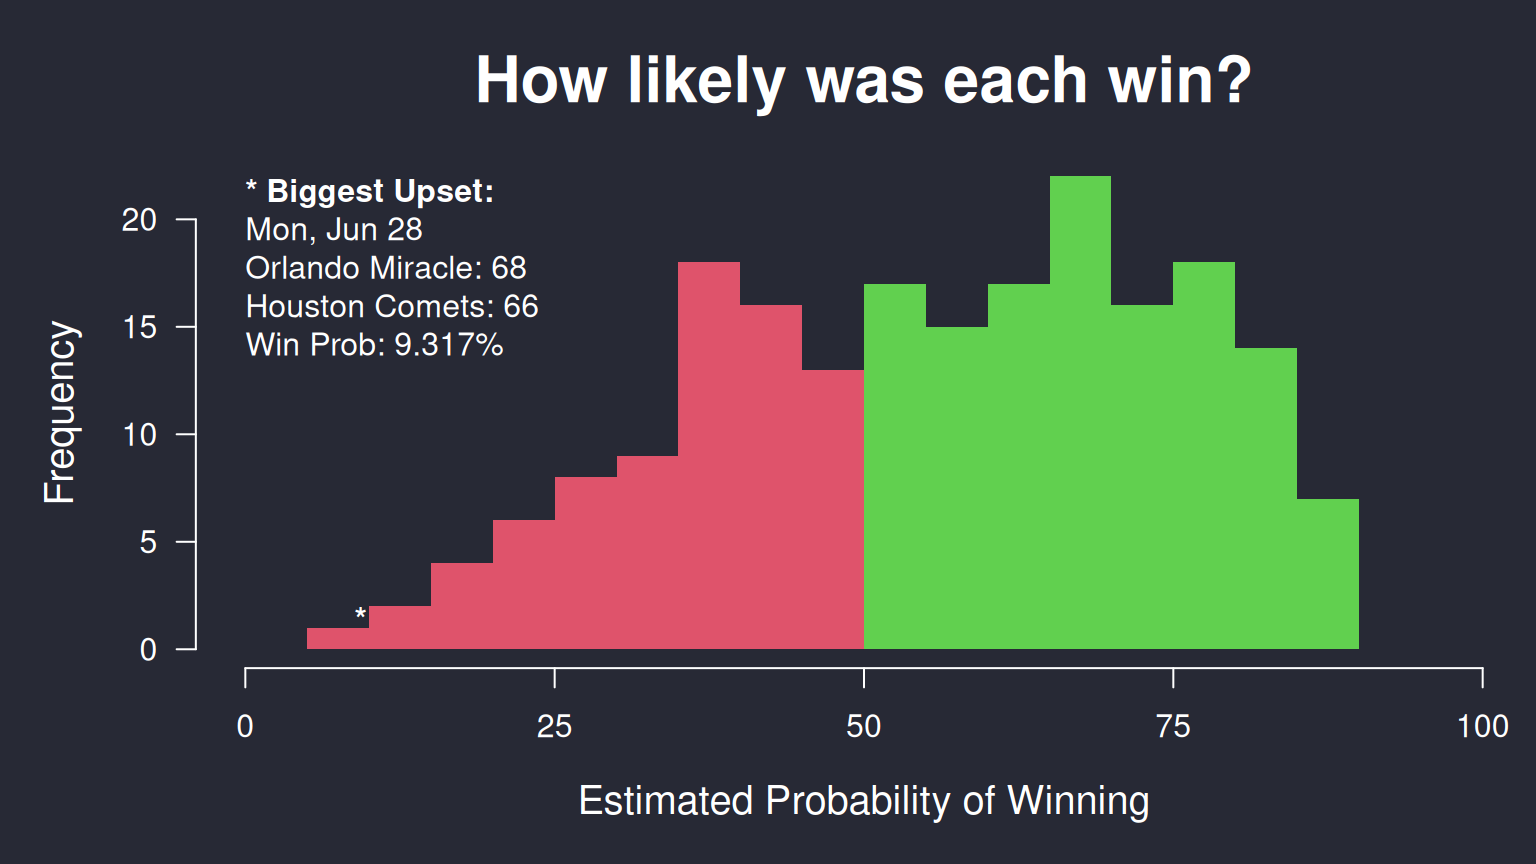 How likely was each win?
* Biggest Upset:
Mon, Jun 28
Orlando Miracle: 68
Houston Comets: 66
Win Prob: 9.317%
Frequency
20
15
10
5
0
*
0 25 50 75 100
Estimated Probability of Winning